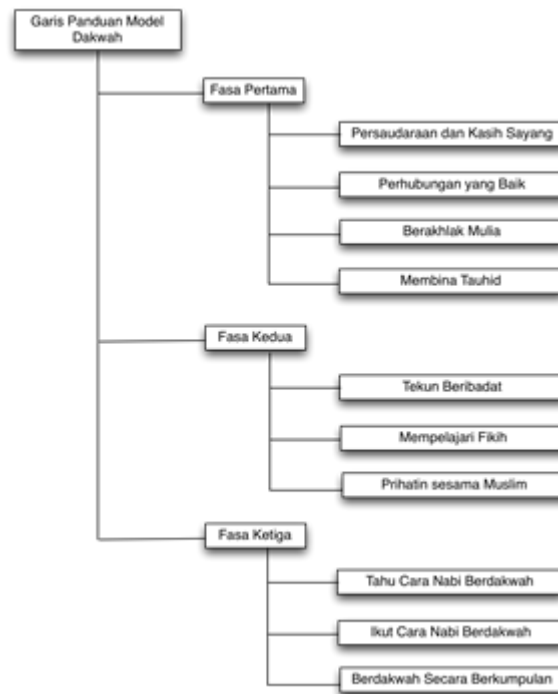 Garis Panduan Model
Dakwah
Fasa Pertama
Persaudaraan dan Kasih Sayang
Perhubungan yang Baik
Berakhlak Mulia
Membina Tauhid
Fasa Kedua
Tekun Beribadat
Mempelajari Fikih
Prihatin sesama Muslim
Fasa Ketiga
Tahu Cara Nabi Berdakwah
Ikut Cara Nabi Berdakwah
Berdakwah Secara Berkumpulan